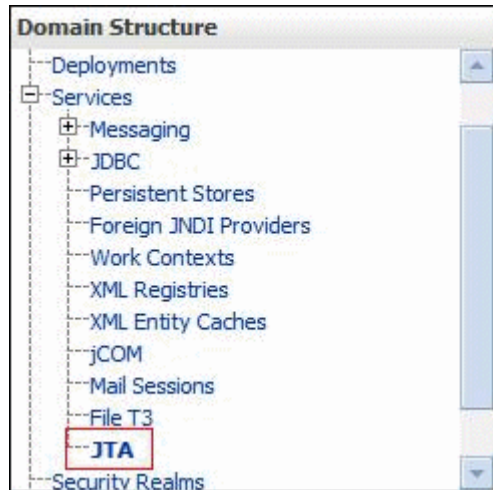 Domain Structure
Deployments
Services
Messaging
JDBC
Persistent Stores
Foreign JNDI Providers
Work Contexts
XML Registries
XML Entity Caches
jCOM
Mail Sessions
File T3
JTA
Security Realms